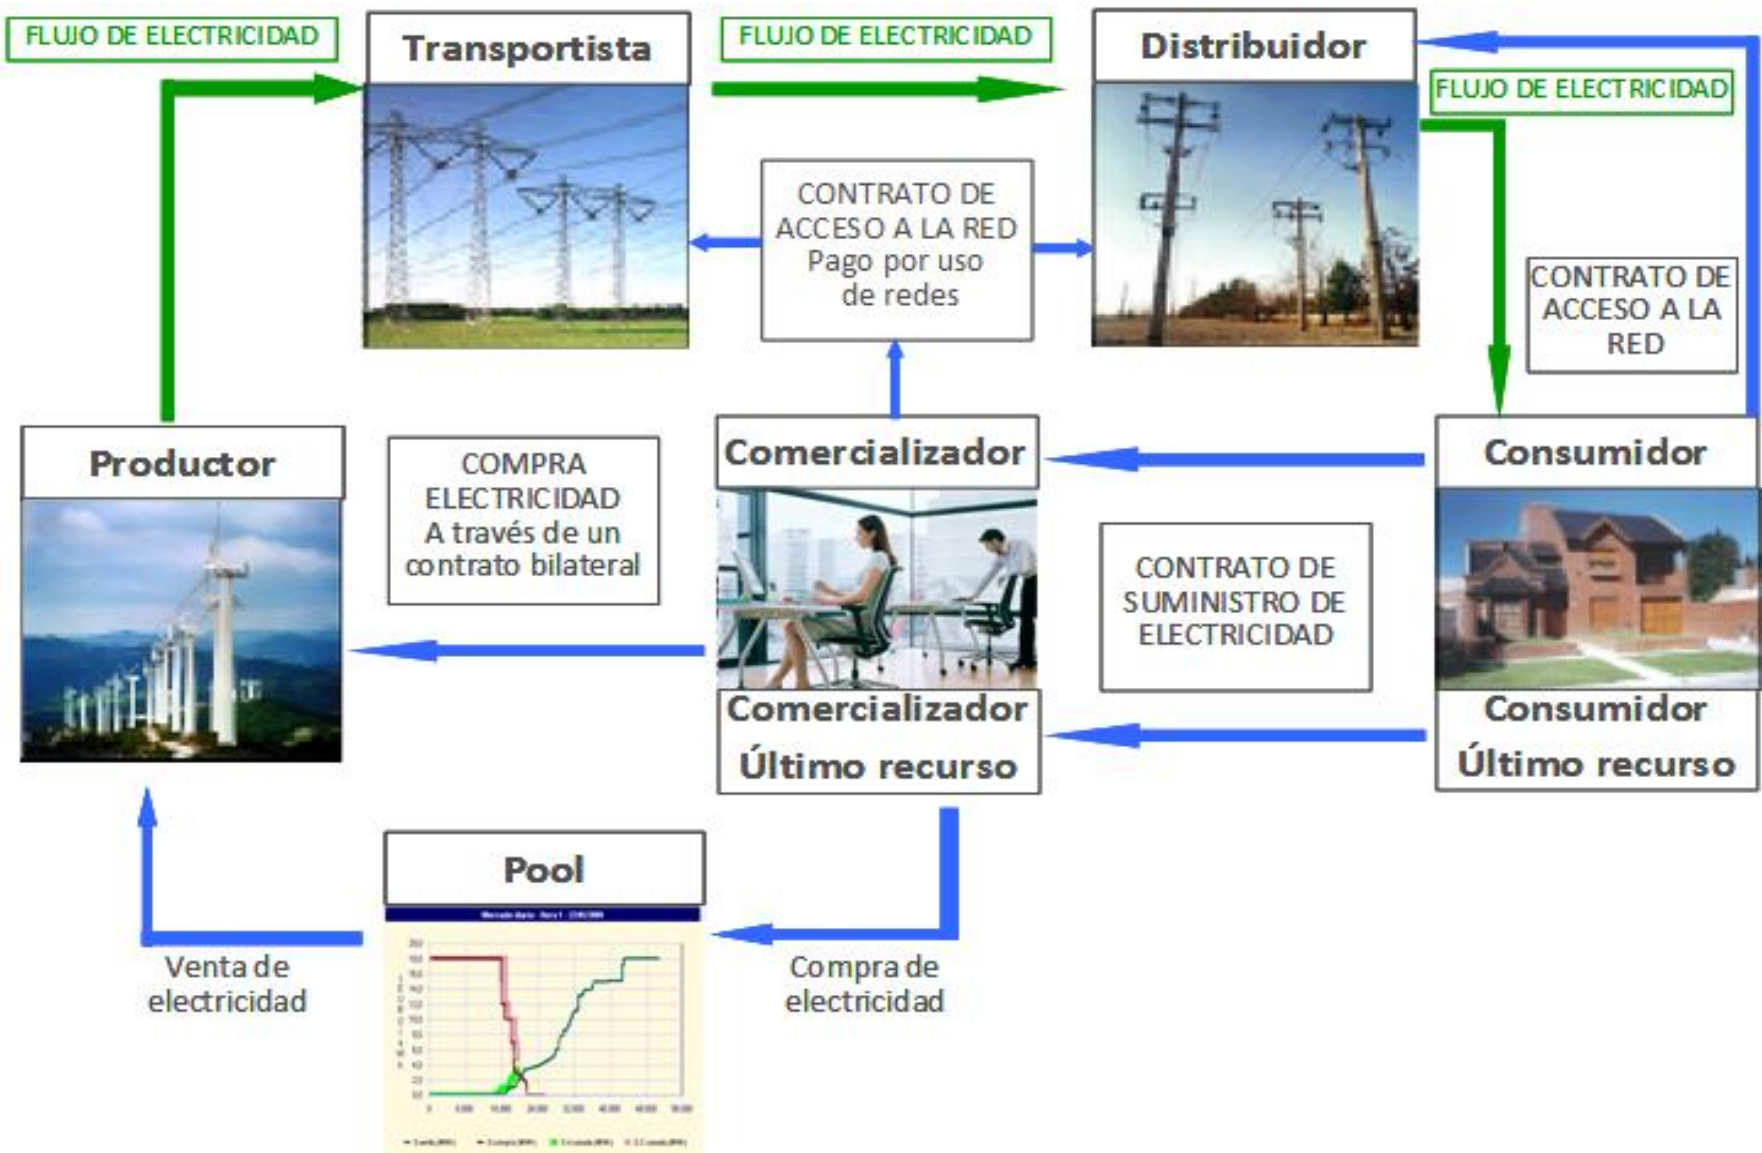 FLUJO DE ELECTRICIDAD
Transportista
FLUJO DE ELECTRICIDAD
Distribuidor
FLUJO DE ELECTRICIDAD
CONTRATO DE
ACCESO A LA RED
Pago por uso
de redes
CONTRATO DE
ACCESO A LA
RED
Productor
COMPRA
ELECTRICIDAD
A través de un
contrato bilateral
Comercializador
Consumidor
CONTRATO DE
SUMINISTRO DE
ELECTRICIDAD
Comercializador
Último recurso
Consumidor
Último recurso
Pool
Venta de
electricidad
Compra de
electricidad